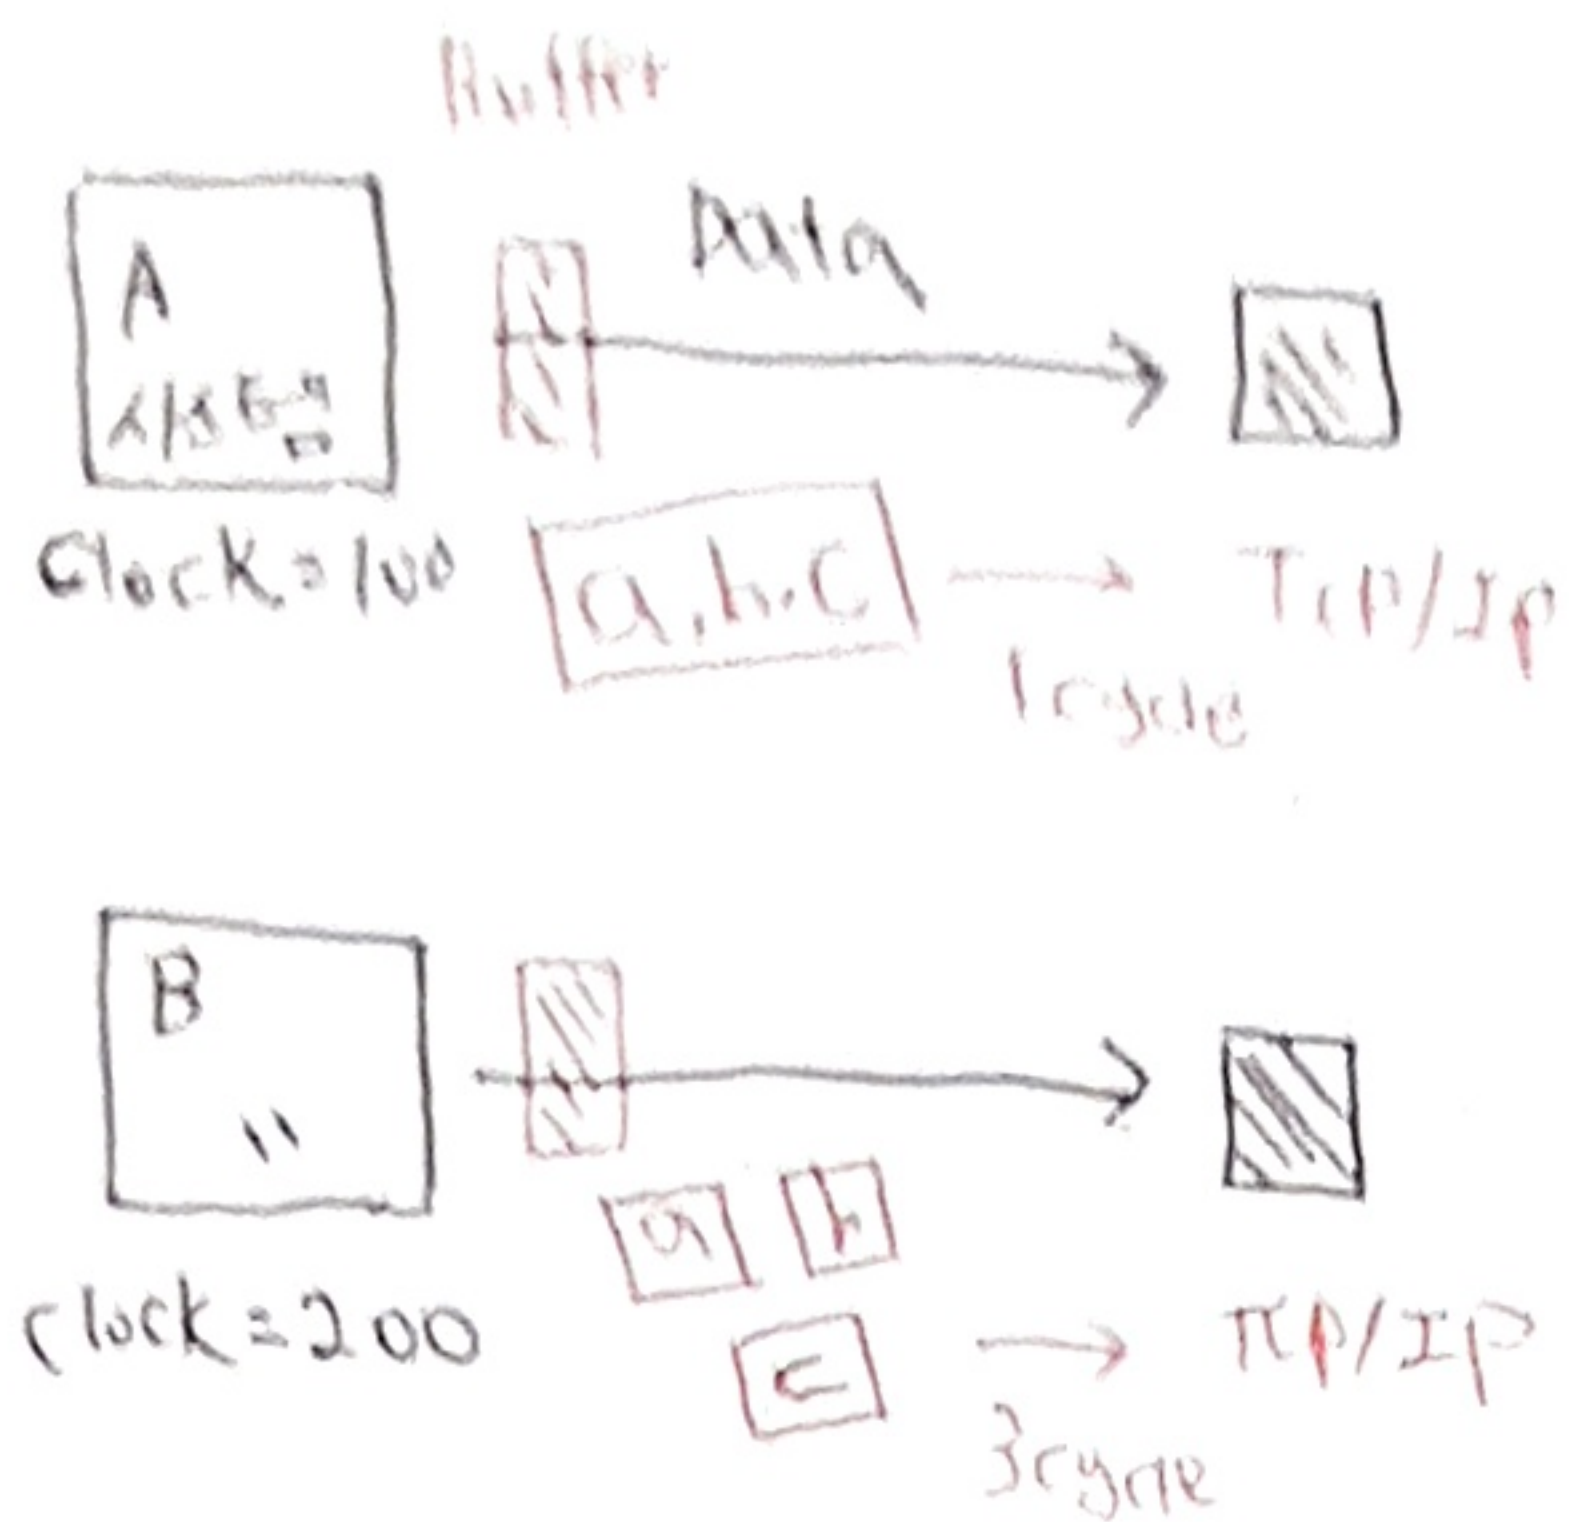 Buffer
Data
A
Clock=100
a,b,c
Tcp/Ip
1cycle
B
"
clock=200
a
b
c
Tcp/Ip
3cycle